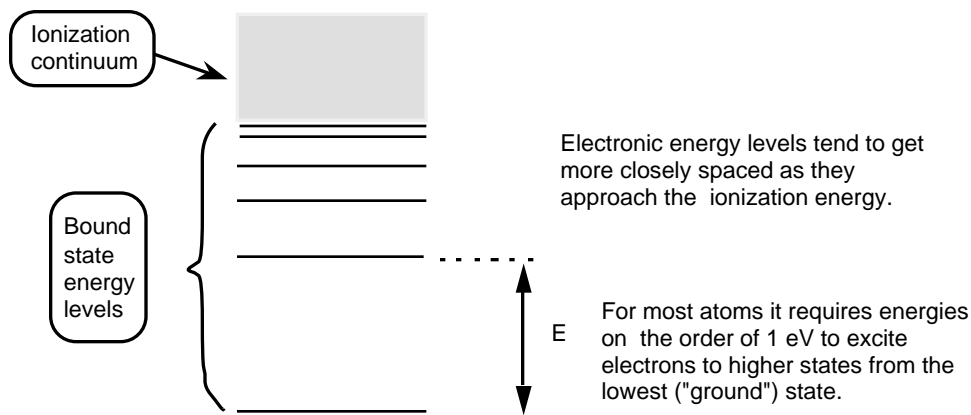 Ionization
continuum
Electronic energy levels tend to get
more closely spaced as they
approach the  ionization energy.
Bound
state
energy
levels
E
For most atoms it requires energies
on  the order of 1 eV to excite
electrons to higher states from the
lowest ("ground") state.